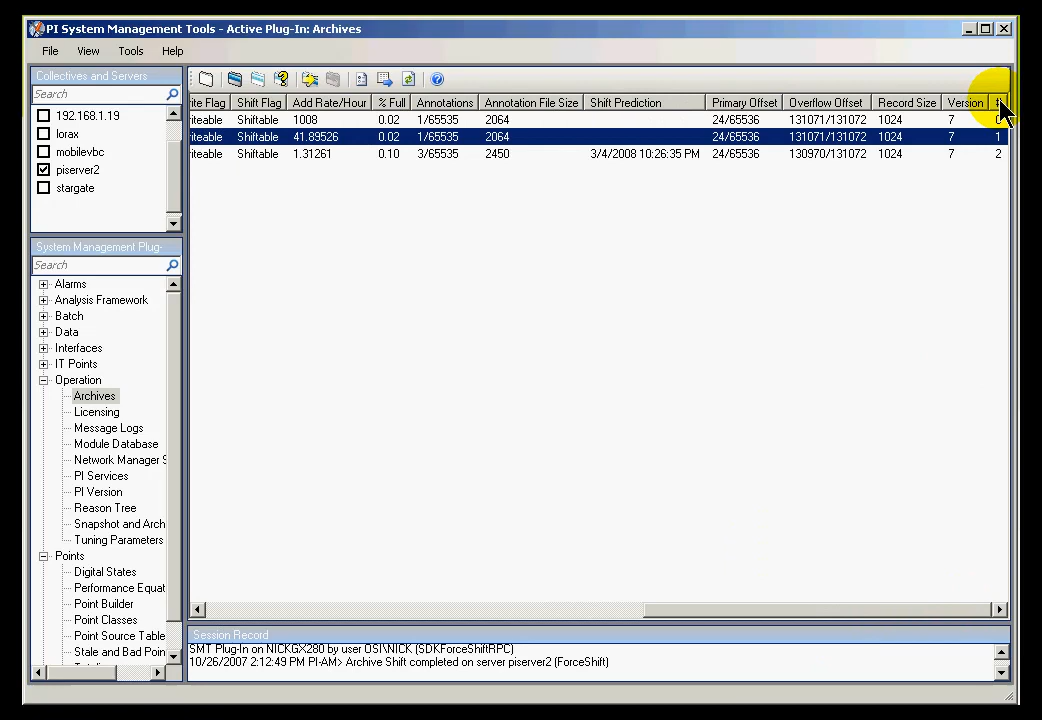 PI System Management Tools - Active Plug-In: Archives
File View Tools Help
Collectives and Servers
Search
192.168.1.19
lorax
mobilevbc
piserver2
stargate
System Management Plug-
Search
Alarms
Analysis Framework
Batch
Data
Interfaces
IT Points
Operation
Archives
Licensing
Message Logs
Module Database
Network Manager S
PI Services
PI Version
Reason Tree
Snapshot and Arch
Tuning Parameters
Points
Digital States
Performance Equat
Point Builder
Point Classes
Point Source Table
Stale and Bad Poin
rite Flag Shift Flag Add Rate/Hour % Full Annotations Annotation File Size Shift Prediction Primary Offset Overflow Offset Record Size Version #
riteable Shiftable 1008 0.02 1/65535 2064 24/65536 131071/131072 1024 7 0
riteable Shiftable 41.89526 0.02 1/65535 2064 24/65536 131071/131072 1024 7 1
riteable Shiftable 1.31261 0.10 3/65535 2450 3/4/2008 10:26:35 PM 24/65536 130970/131072 1024 7 2
Session Record
SMT Plug-In on NICKGX280 by user OSI\NICK (SDKForceShiftRPC)
10/26/2007 2:12:49 PM PI-AM> Archive Shift completed on server piserver2 (ForceShift)